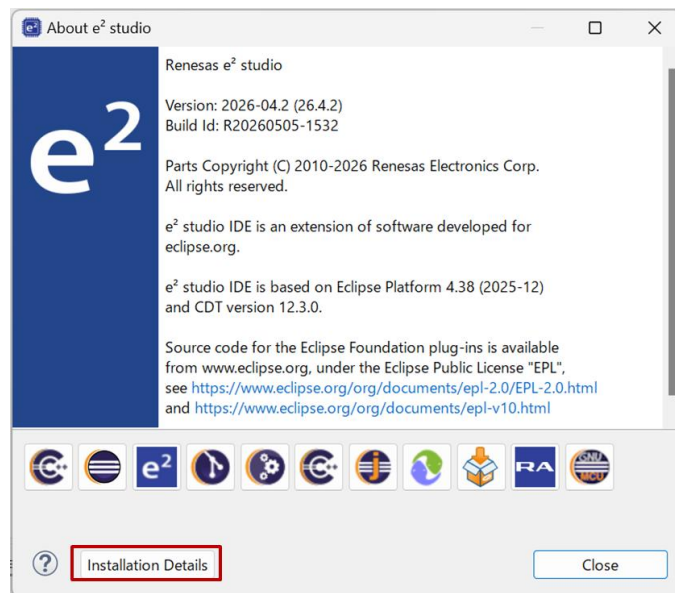 About e² studio
Renesas e² studio
Version: 2026-04.2 (26.4.2)
Build Id: R20260505-1532
Parts Copyright (C) 2010-2026 Renesas Electronics Corp.
All rights reserved.
e² studio IDE is an extension of software developed for
eclipse.org.
e² studio IDE is based on Eclipse Platform 4.38 (2025-12)
and CDT version 12.3.0.
Source code for the Eclipse Foundation plug-ins is available
from www.eclipse.org, under the Eclipse Public License "EPL",
see https://www.eclipse.org/org/documents/epl-2.0/EPL-2.0.html
and https://www.eclipse.org/org/documents/epl-v10.html
e²
e² RA GNU MCU
Installation Details
Close